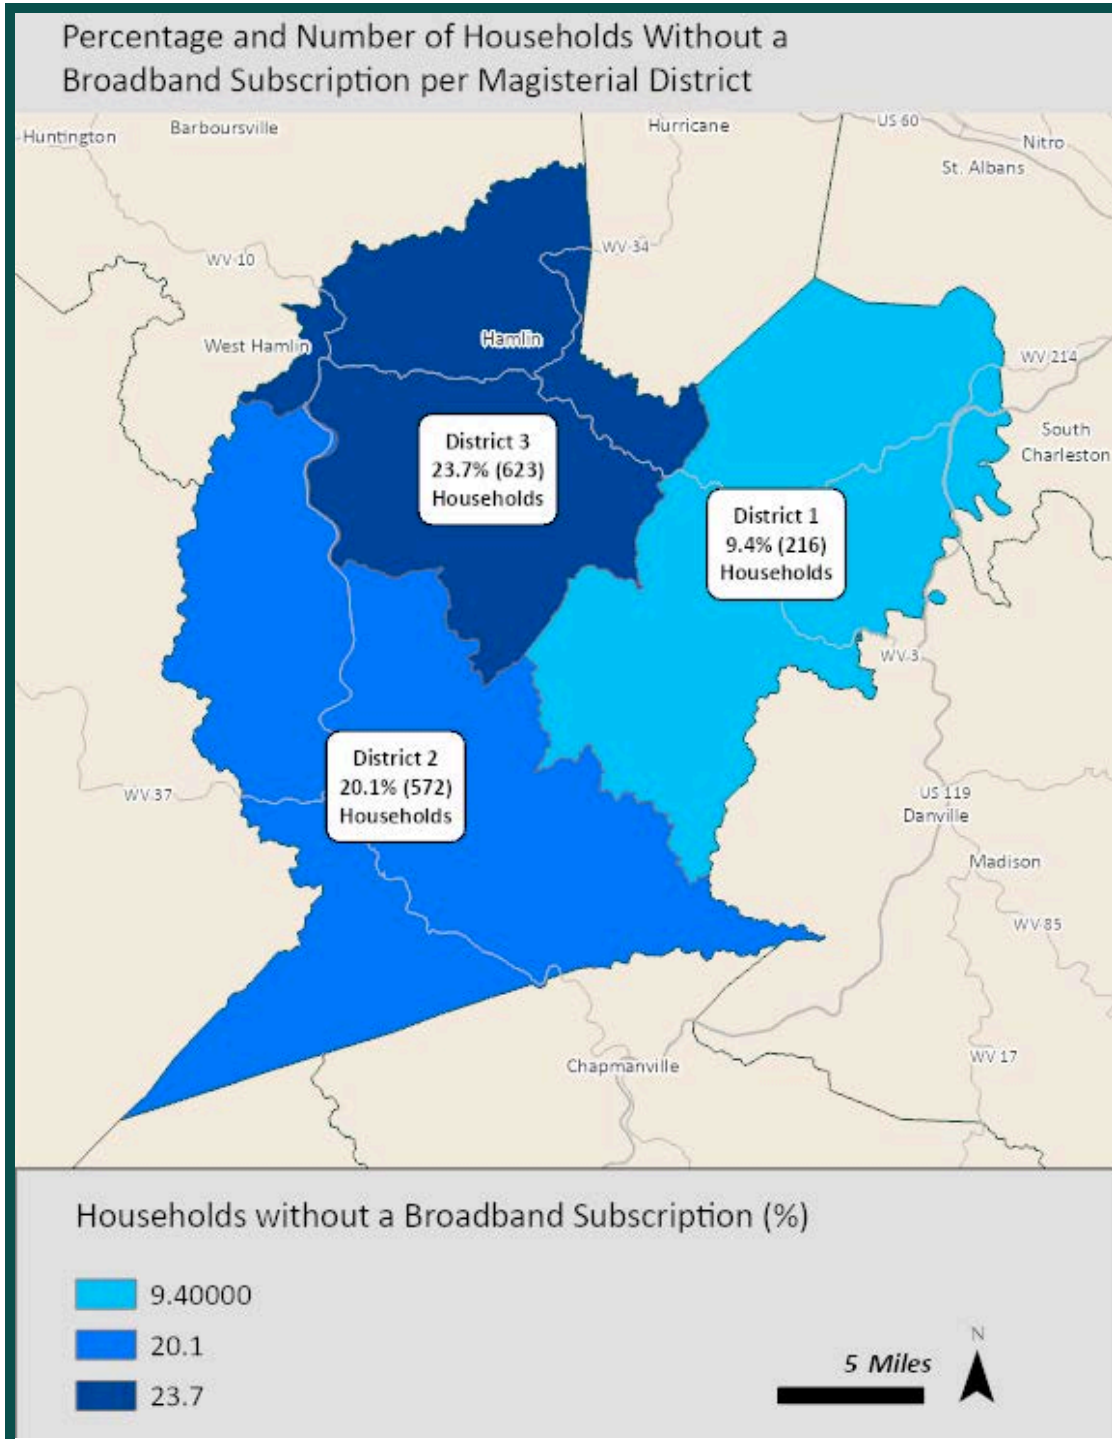 Percentage and Number of Households Without a
Broadband Subscription per Magisterial District
Huntington
Barboursville
Hurricane
US 60
Nitro
St. Albans
WV 10
WV 34
West Hamlin
Hamlin
WV 214
South
Charleston
District 3
23.7% (623)
Households
District 1
9.4% (216)
Households
WV 3
District 2
20.1% (572)
Households
WV 37
US 119
Danville
Madison
WV 85
Chapmanville
WV 17
Households without a Broadband Subscription (%)
9.40000
20.1
23.7
5 Miles
N